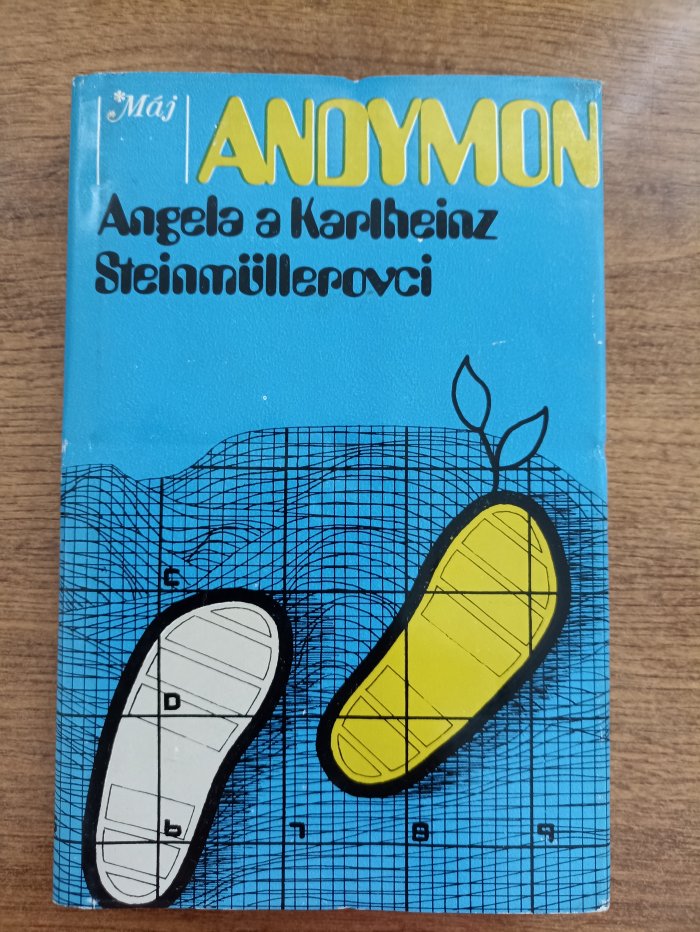 *Máj
ANDYMON
Angela a Karlheinz
Steinmüllerovci
C
D
6 7 8 9